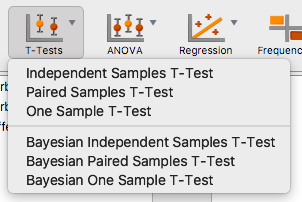 T-Tests
ANOVA
Regression
Frequenc
Independent Samples T-Test
Paired Samples T-Test
One Sample T-Test
Bayesian Independent Samples T-Test
Bayesian Paired Samples T-Test
Bayesian One Sample T-Test